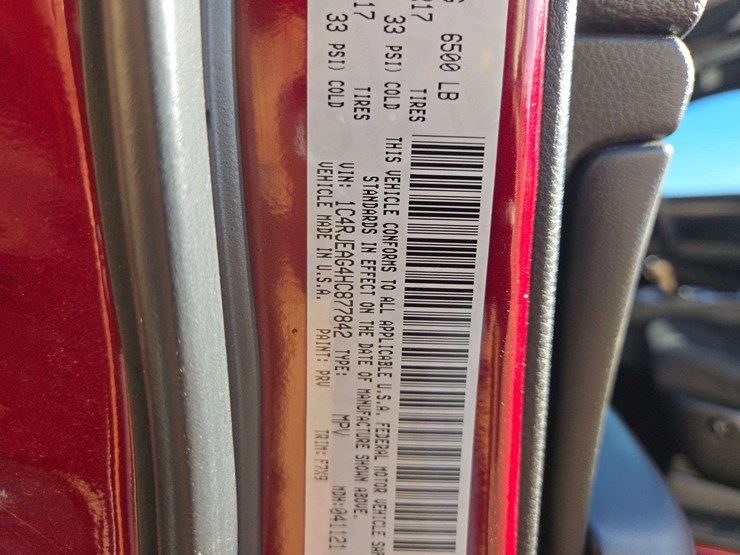 6500 LB
R17 TIRES
33 PSI) COLD
17 TIRES
33 PSI) COLD
THIS VEHICLE CONFORMS TO ALL APPLICABLE U.S.A. FEDERAL MOTOR VEHICLE SA
STANDARDS IN EFFECT ON THE DATE OF MANUFACTURE SHOWN ABOVE.
VIN: 1C4RJEAG4HC877842 TYPE: MPV MDH:041121
VEHICLE MADE IN U.S.A. PAINT: PRV TRIM: F7X9